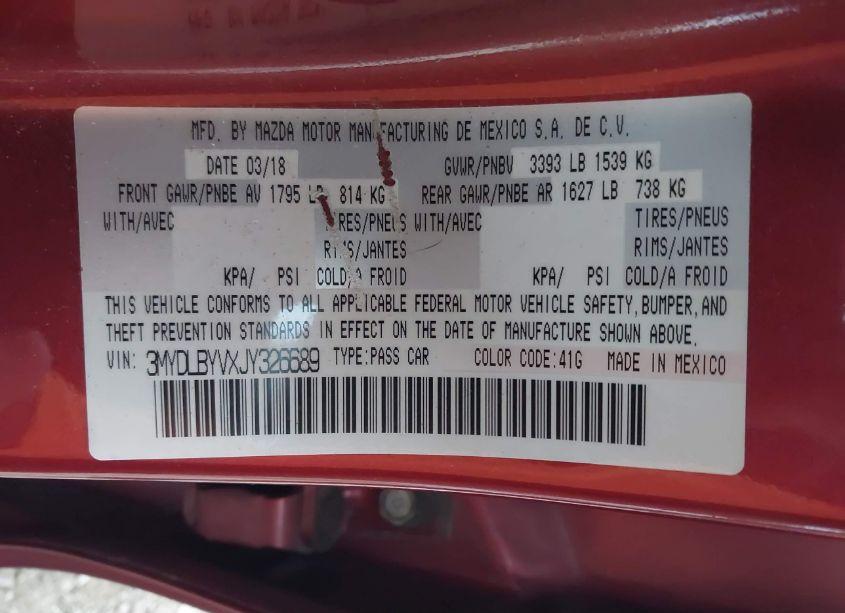 MFD. BY MAZDA MOTOR MANUFACTURING DE MEXICO S.A. DE C.V.
DATE 03/18 GVWR/PNBV 3393 LB 1539 KG
FRONT GAWR/PNBE AV 1795 LB 814 KG REAR GAWR/PNBE AR 1627 LB 738 KG
WITH/AVEC TIRES/PNEUS WITH/AVEC TIRES/PNEUS
RIMS/JANTES RIMS/JANTES
KPA/ PSI COLD/A FROID KPA/ PSI COLD/A FROID
THIS VEHICLE CONFORMS TO ALL APPLICABLE FEDERAL MOTOR VEHICLE SAFETY, BUMPER, AND
THEFT PREVENTION STANDARDS IN EFFECT ON THE DATE OF MANUFACTURE SHOWN ABOVE.
VIN: 3MYDLBYVXJY326689 TYPE:PASS CAR COLOR CODE:41G MADE IN MEXICO